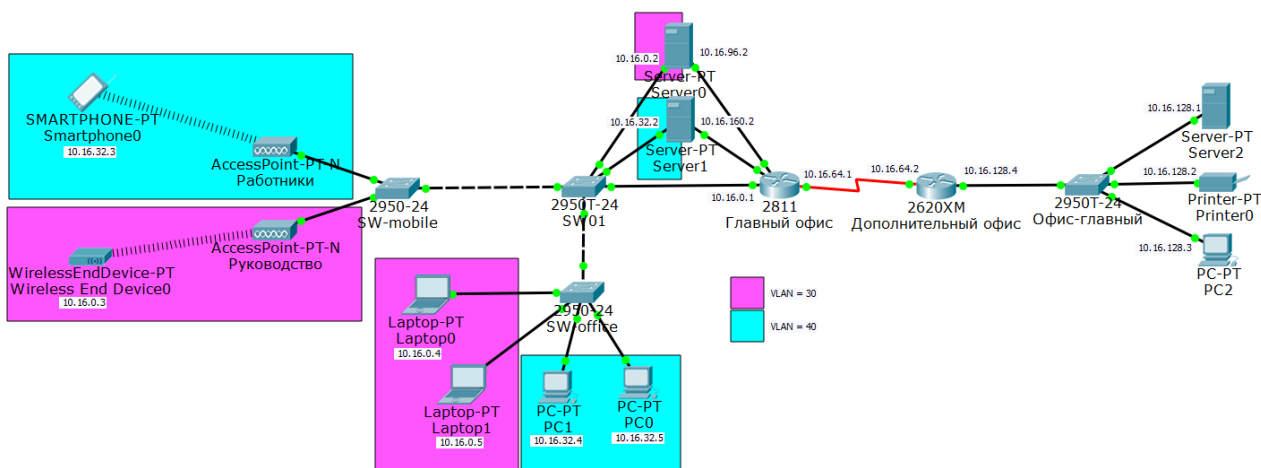 SMARTPHONE-PT
Smartphone0
10.16.32.3
AccessPoint-PT-N
Работники
WirelessEndDevice-PT
Wireless End Device0
10.16.0.3
AccessPoint-PT-N
Руководство
2950-24
SW-mobile
2950T-24
SW01
10.16.0.2
10.16.96.2
Server-PT
Server0
10.16.32.2
10.16.160.2
Server-PT
Server1
10.16.0.1
2811
Главный офис
10.16.64.1
10.16.64.2
2620XM
Дополнительный офис
10.16.128.4
2950T-24
Офис-главный
10.16.128.1
Server-PT
Server2
10.16.128.2
Printer-PT
Printer0
10.16.128.3
PC-PT
PC2
2950-24
SW-office
Laptop-PT
Laptop0
10.16.0.4
Laptop-PT
Laptop1
10.16.0.5
PC-PT
PC1
10.16.32.4
PC-PT
PC0
10.16.32.5
VLAN = 30
VLAN = 40